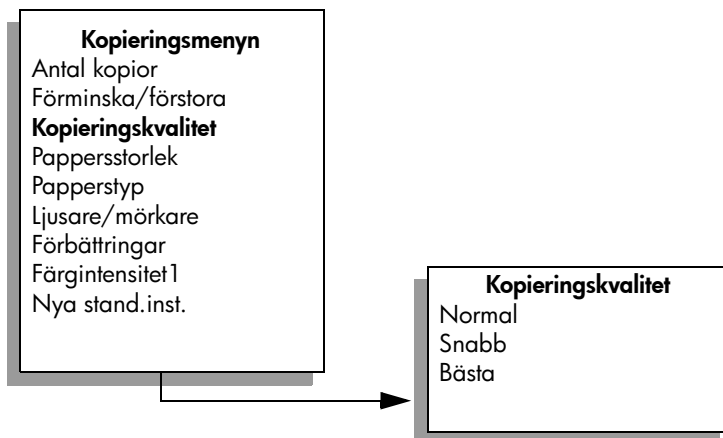 Kopieringsmenyn
Antal kopior
Förminska/förstora
Kopieringskvalitet
Pappersstorlek
Papperstyp
Ljusare/mörkare
Förbättringar
Färgintensitet1
Nya stand.inst.
Kopieringskvalitet
Normal
Snabb
Bästa